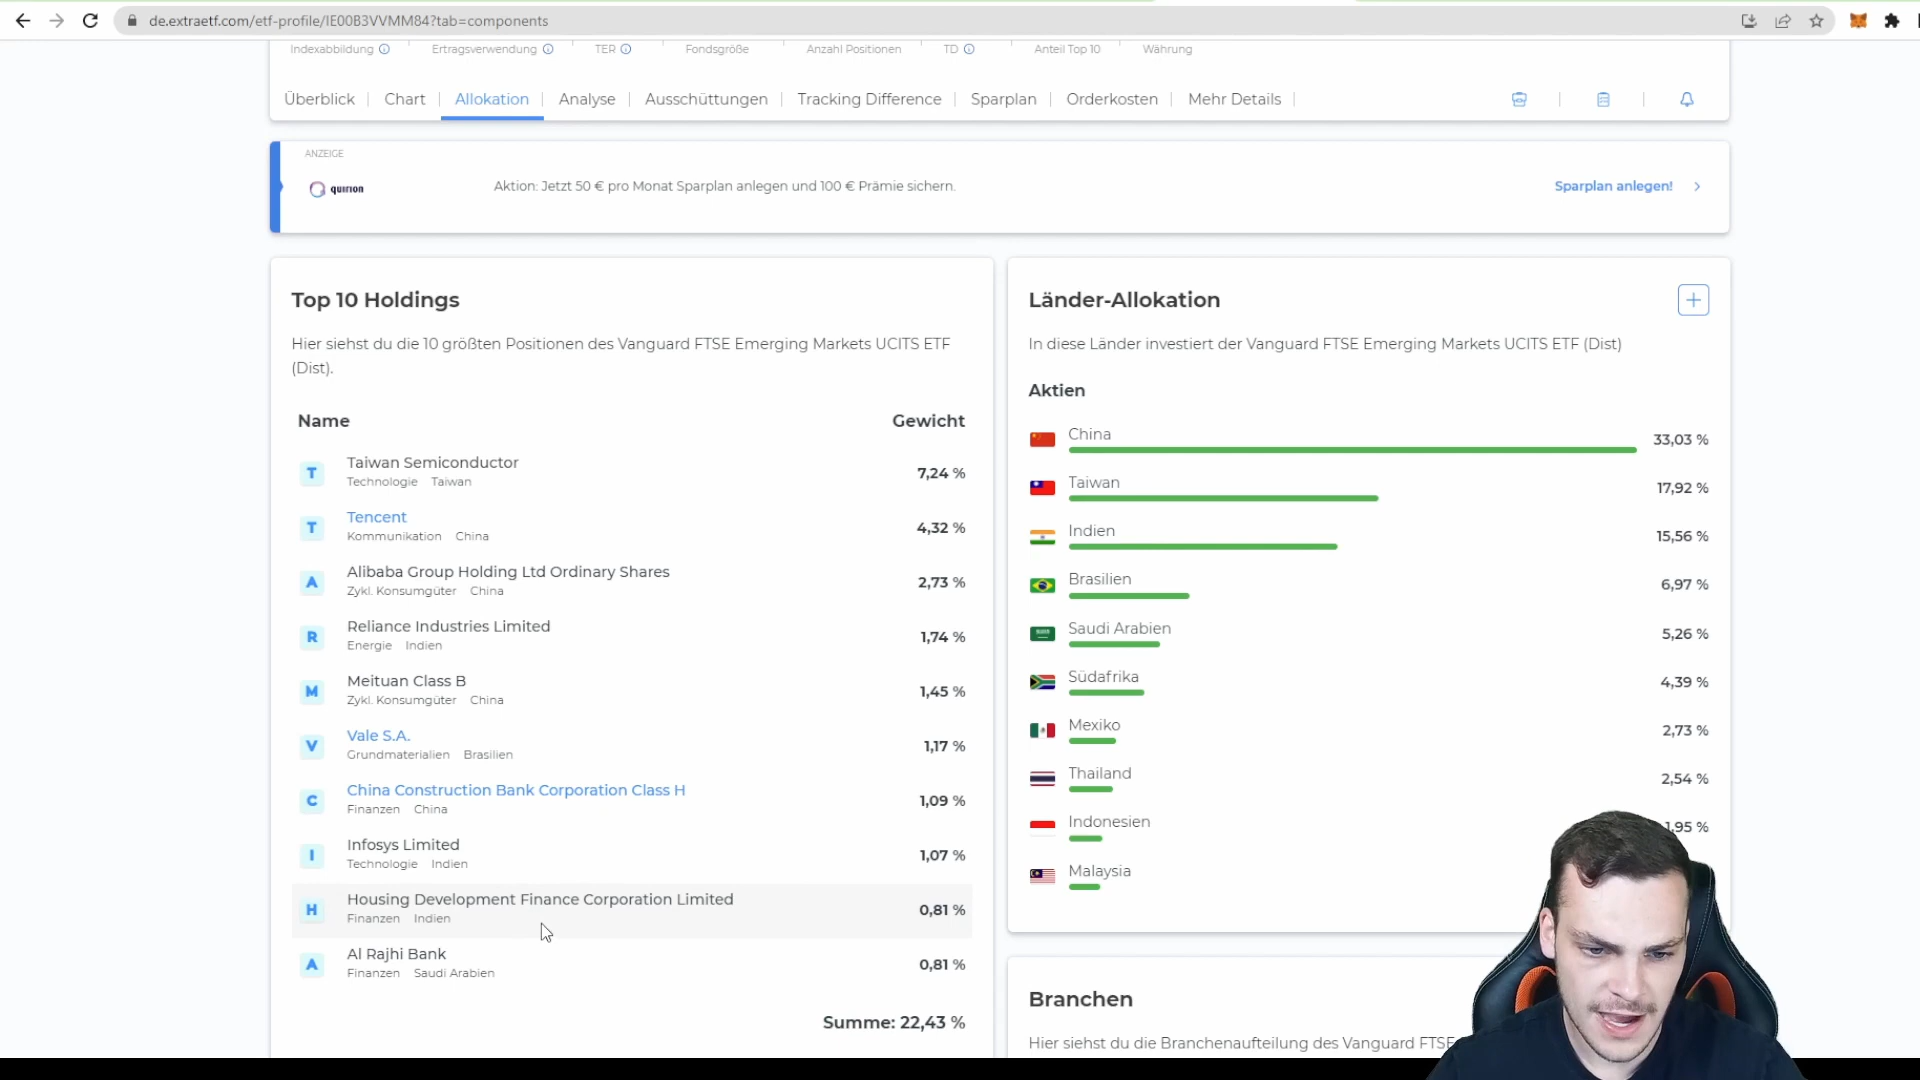 de.extraetf.com/etf-profile/IE00B3VVMM84?tab=components
Indexabbildung Ertragsverwendung TER Fondsgröße Anzahl Positionen TD Anteil Top 10 Währung
Überblick Chart Allokation Analyse Ausschüttungen Tracking Difference Sparplan Orderkosten Mehr Details
ANZEIGE
quirion
Aktion: Jetzt 50 € pro Monat Sparplan anlegen und 100 € Prämie sichern.
Sparplan anlegen!
Top 10 Holdings
Hier siehst du die 10 größten Positionen des Vanguard FTSE Emerging Markets UCITS ETF
(Dist).
Name Gewicht
T Taiwan Semiconductor 7,24 %
Technologie Taiwan
T Tencent 4,32 %
Kommunikation China
A Alibaba Group Holding Ltd Ordinary Shares 2,73 %
Zykl. Konsumgüter China
R Reliance Industries Limited 1,74 %
Energie Indien
M Meituan Class B 1,45 %
Zykl. Konsumgüter China
V Vale S.A. 1,17 %
Grundmaterialien Brasilien
C China Construction Bank Corporation Class H 1,09 %
Finanzen China
I Infosys Limited 1,07 %
Technologie Indien
H Housing Development Finance Corporation Limited 0,81 %
Finanzen Indien
A Al Rajhi Bank 0,81 %
Finanzen Saudi Arabien
Summe: 22,43 %
Länder-Allokation
In diese Länder investiert der Vanguard FTSE Emerging Markets UCITS ETF (Dist)
Aktien
China 33,03 %
Taiwan 17,92 %
Indien 15,56 %
Brasilien 6,97 %
Saudi Arabien 5,26 %
Südafrika 4,39 %
Mexiko 2,73 %
Thailand 2,54 %
Indonesien 1,95 %
Malaysia
Branchen
Hier siehst du die Branchenaufteilung des Vanguard FTSE